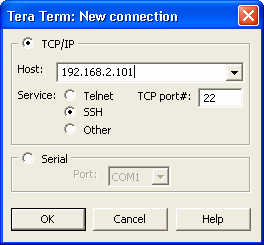 Tera Term: New connection
TCP/IP
Host: 192.168.2.101
Service: Telnet TCP port#: 22
SSH
Other
Serial
Port: COM1
OK Cancel Help